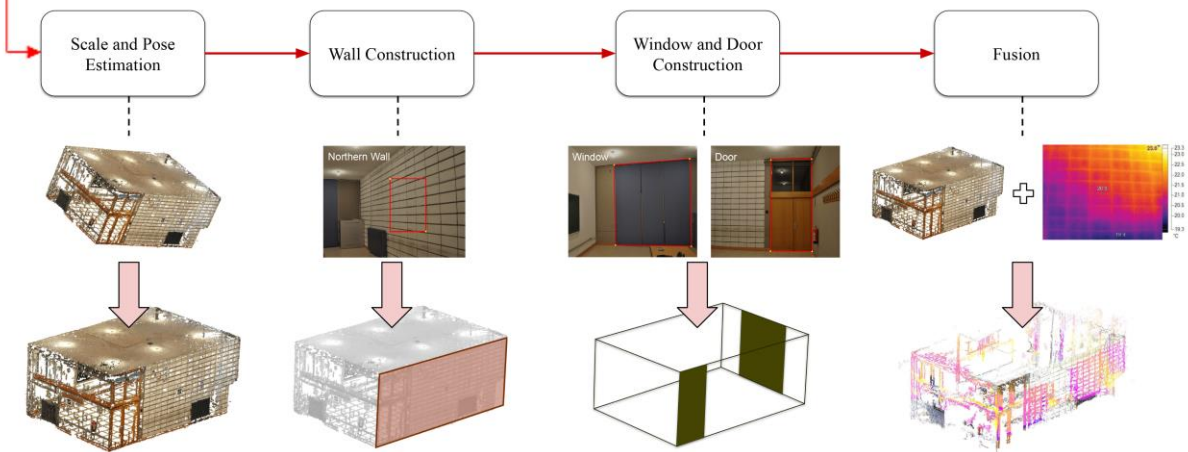 Scale and Pose
Estimation
Wall Construction
Window and Door
Construction
Fusion
Northern Wall
Window
Door
°C